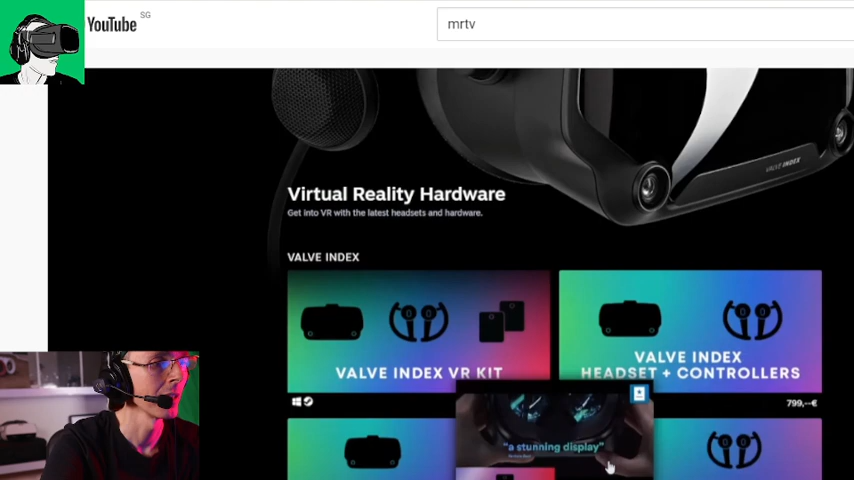 YouTube SG
mrtv
VALVE INDEX
Virtual Reality Hardware
Get into VR with the latest headsets and hardware.
VALVE INDEX
VALVE INDEX VR KIT
VALVE INDEX
HEADSET + CONTROLLERS
799,--€
"a stunning display"